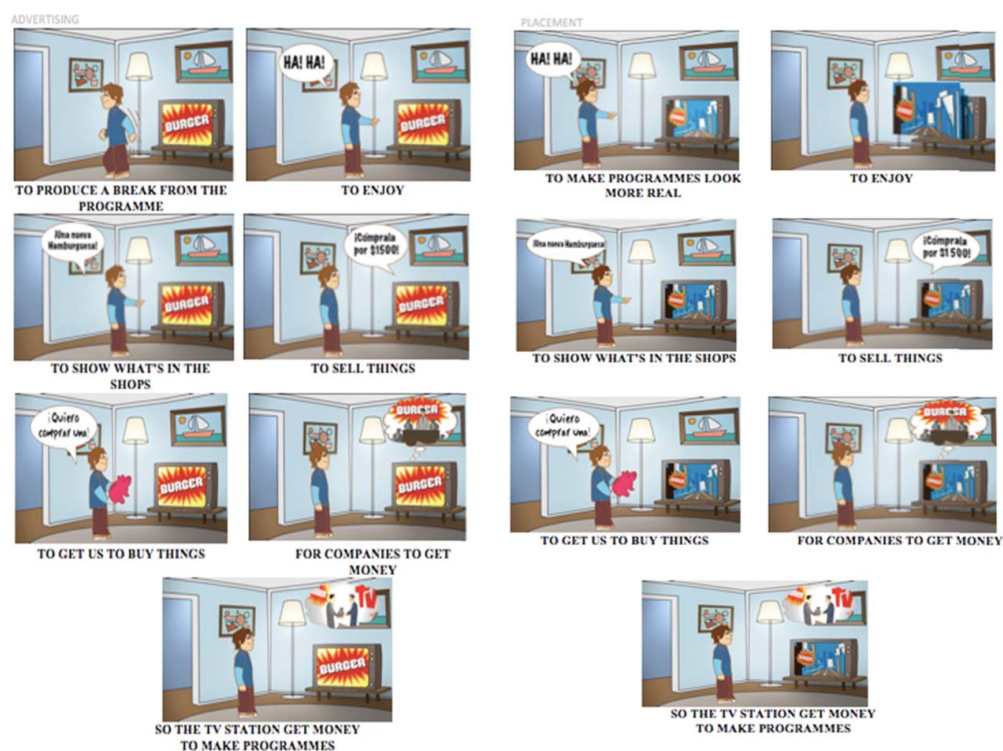 ADVERTISING
HA! HA!
BURGER
BURGER
TO PRODUCE A BREAK FROM THE
PROGRAMME
TO ENJOY
¡Una nueva
Hamburguesa!
BURGER
¡Cómprala
por $1500!
BURGER
TO SHOW WHAT'S IN THE
SHOPS
TO SELL THINGS
¡Quiero
comprar una!
BURGER
BURGER
BURGER
TO GET US TO BUY THINGS
FOR COMPANIES TO GET
MONEY
TV
BURGER
SO THE TV STATION GET MONEY
TO MAKE PROGRAMMES
PLACEMENT
HA! HA!
TO MAKE PROGRAMMES LOOK
MORE REAL
TO ENJOY
¡Una nueva Hamburguesa!
¡Cómprala
por $1500!
TO SHOW WHAT'S IN THE SHOPS
TO SELL THINGS
¡Quiero
comprar una!
BURGER
TO GET US TO BUY THINGS
FOR COMPANIES TO GET MONEY
TV
SO THE TV STATION GET MONEY
TO MAKE PROGRAMMES